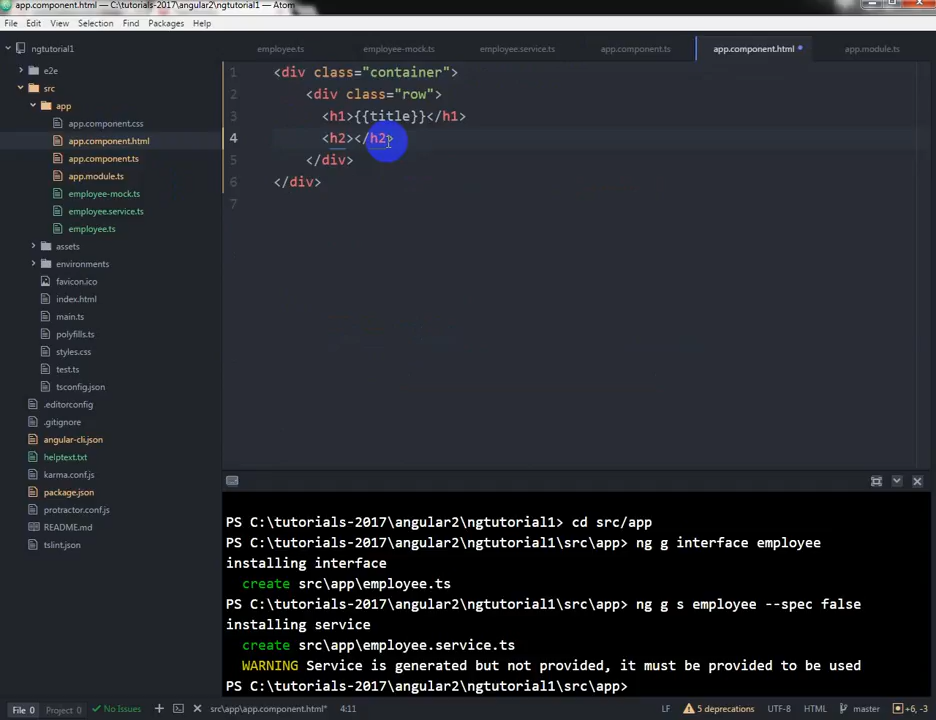 app.component.html — C:\tutorials-2017\angular2\ngtutorial1 — Atom
File Edit View Selection Find Packages Help
ngtutorial1
e2e
src
app
app.component.css
app.component.html
app.component.ts
app.module.ts
employee-mock.ts
employee.service.ts
employee.ts
assets
environments
favicon.ico
index.html
main.ts
polyfills.ts
styles.css
test.ts
tsconfig.json
.editorconfig
.gitignore
angular-cli.json
helptext.txt
karma.conf.js
package.json
protractor.conf.js
README.md
tslint.json
employee.ts employee-mock.ts employee.service.ts app.component.ts app.component.html app.module.ts
1 <div class="container">
2 <div class="row">
3 <h1>{{title}}</h1>
4 <h2></h2>
5 </div>
6 </div>
7
PS C:\tutorials-2017\angular2\ngtutorial1> cd src/app
PS C:\tutorials-2017\angular2\ngtutorial1\src\app> ng g interface employee
installing interface
create src\app\employee.ts
PS C:\tutorials-2017\angular2\ngtutorial1\src\app> ng g s employee --spec false
installing service
create src\app\employee.service.ts
WARNING Service is generated but not provided, it must be provided to be used
PS C:\tutorials-2017\angular2\ngtutorial1\src\app>
File 0 Project 0 No Issues src\app\app.component.html* 4:11 LF 5 deprecations UTF-8 HTML master +6, -3